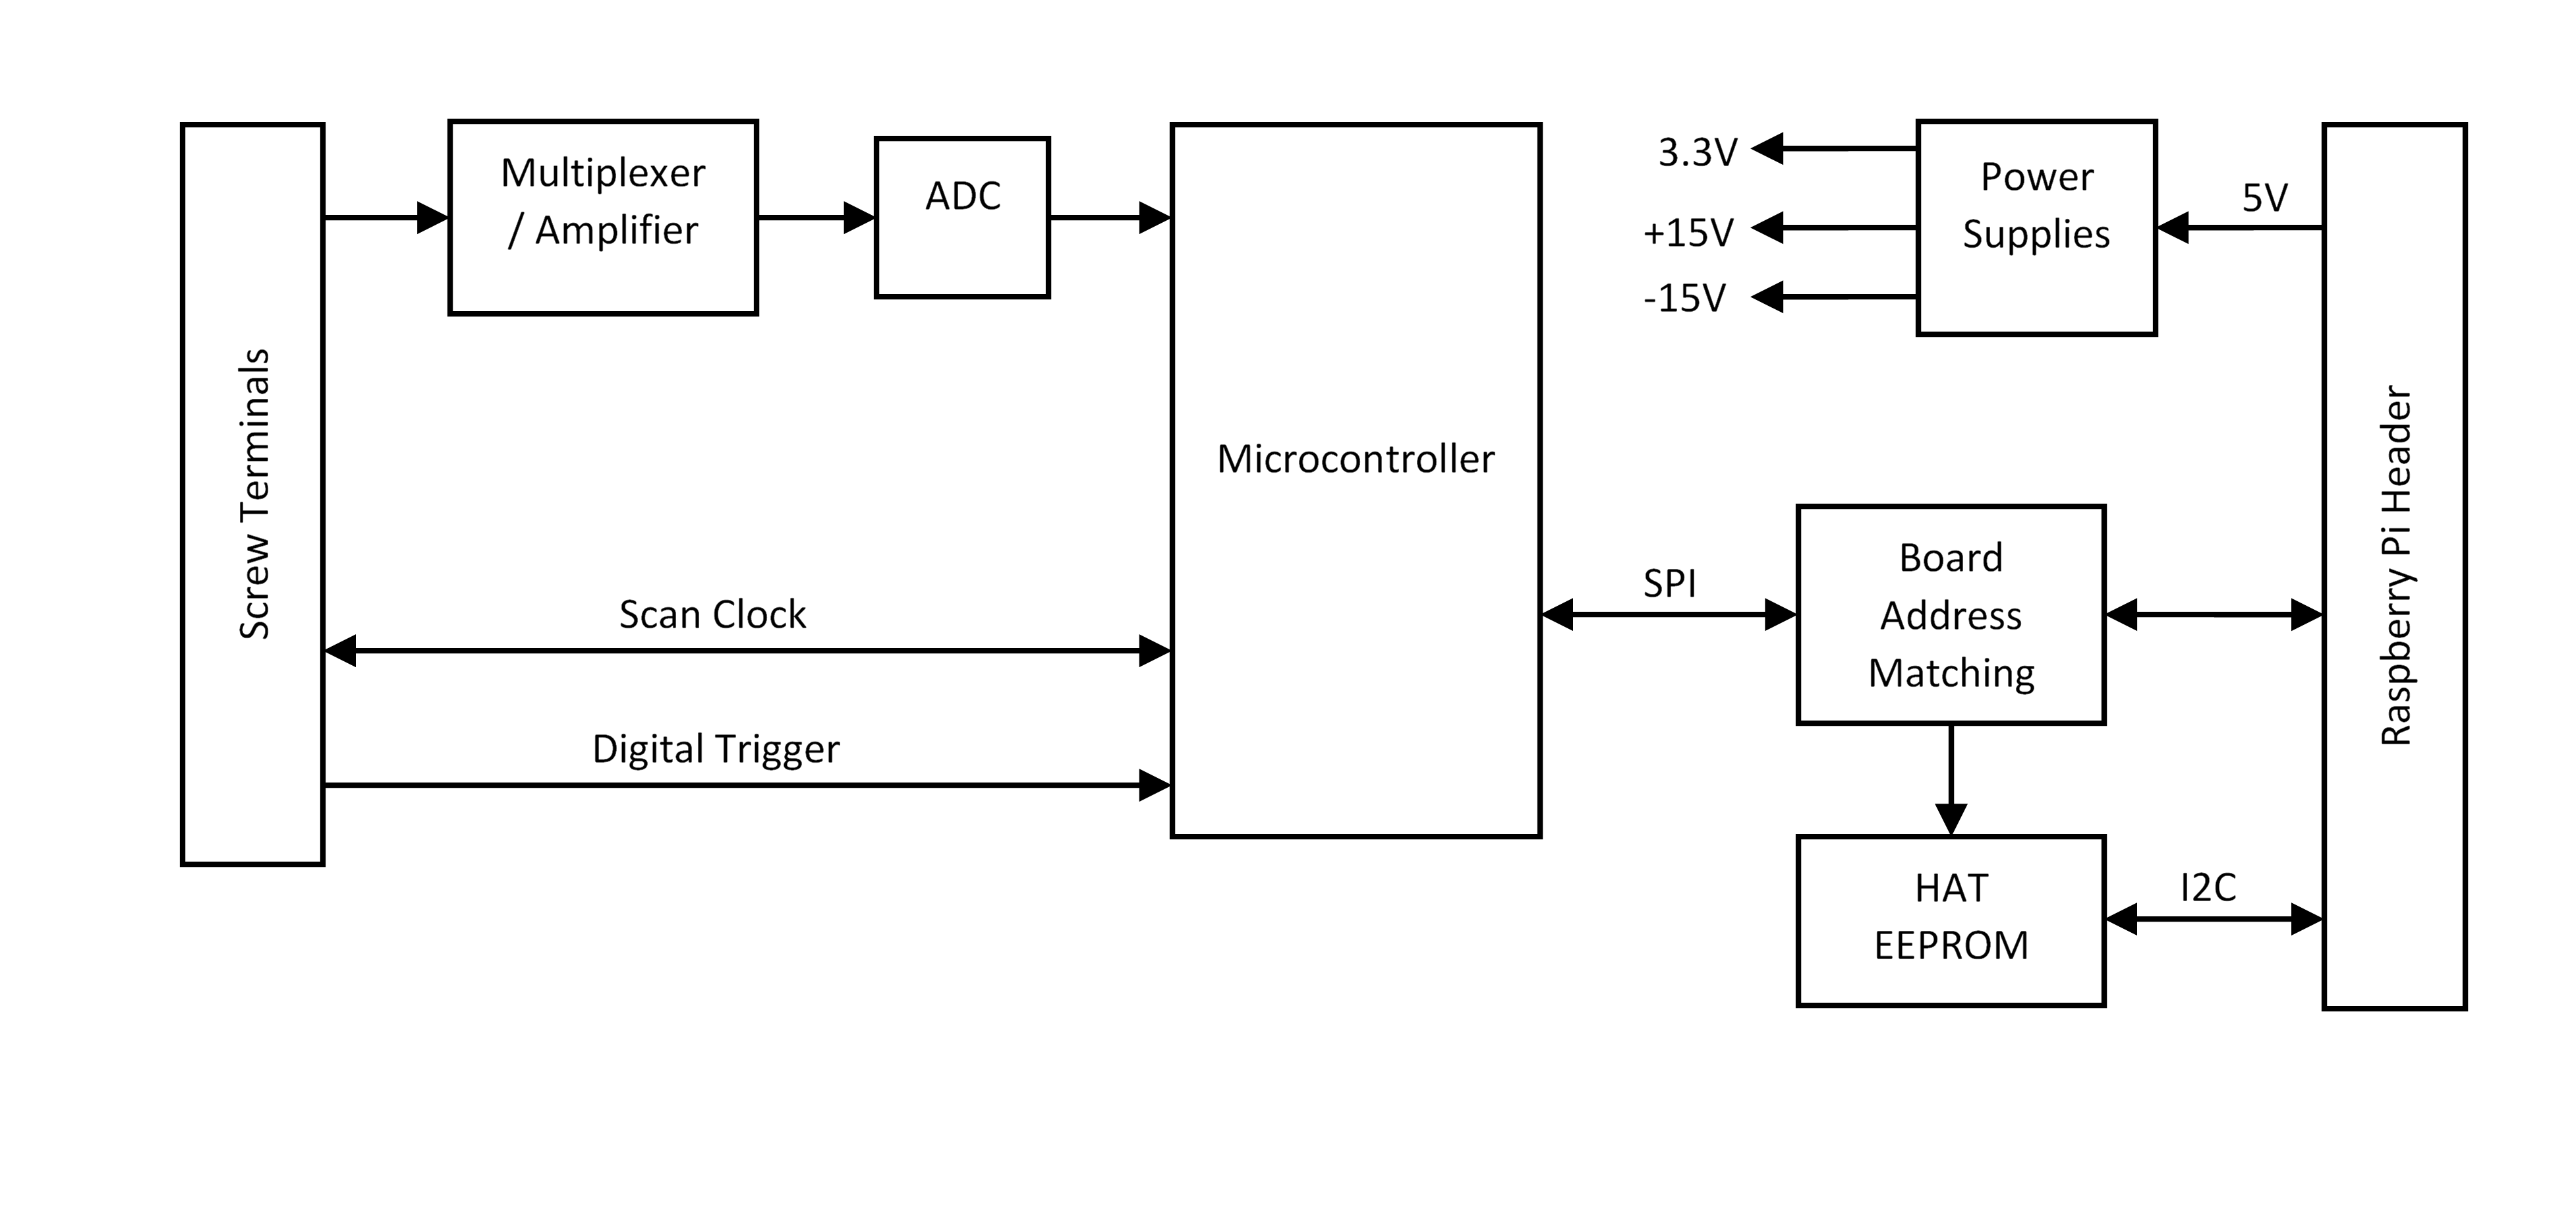 Screw Terminals
Multiplexer
/ Amplifier
ADC
Microcontroller
Scan Clock
Digital Trigger
3.3V
+15V
-15V
Power
Supplies
5V
SPI
Board
Address
Matching
HAT
EEPROM
I2C
Raspberry Pi Header